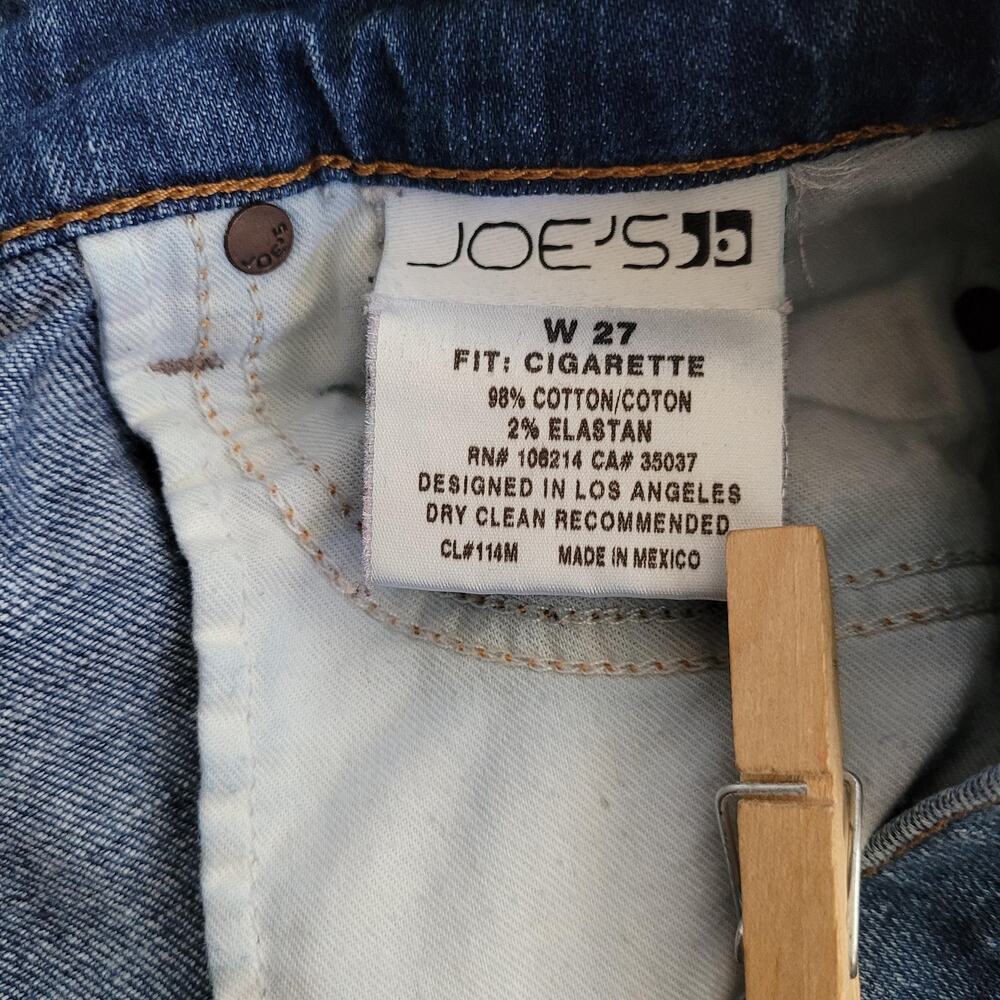 JOE'S
JOE'S
W 27
FIT: CIGARETTE
98% COTTON/COTON
2% ELASTAN
RN# 106214 CA# 35037
DESIGNED IN LOS ANGELES
DRY CLEAN RECOMMENDED
CL#114M MADE IN MEXICO